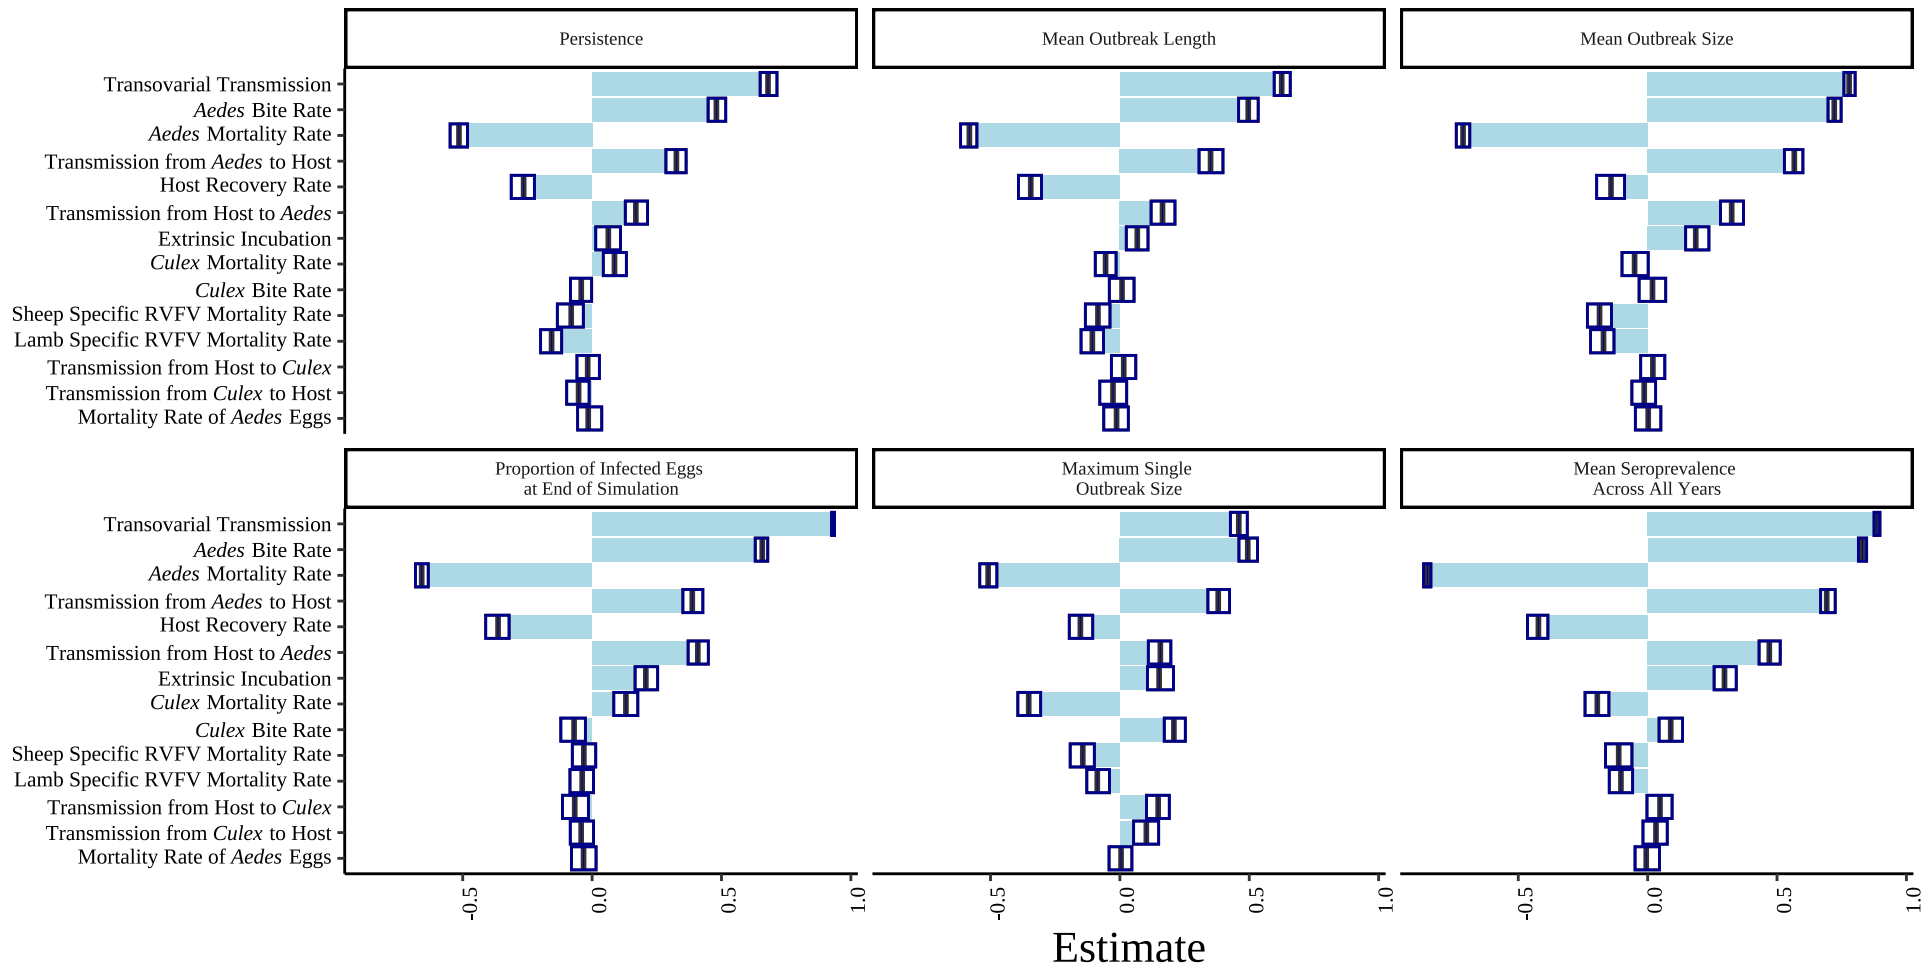 Persistence
Mean Outbreak Length
Mean Outbreak Size
Transovarial Transmission
Aedes Bite Rate
Aedes Mortality Rate
Transmission from Aedes to Host
Host Recovery Rate
Transmission from Host to Aedes
Extrinsic Incubation
Culex Mortality Rate
Culex Bite Rate
Sheep Specific RVFV Mortality Rate
Lamb Specific RVFV Mortality Rate
Transmission from Host to Culex
Transmission from Culex to Host
Mortality Rate of Aedes Eggs
Proportion of Infected Eggs
at End of Simulation
Maximum Single
Outbreak Size
Mean Seroprevalence
Across All Years
Transovarial Transmission
Aedes Bite Rate
Aedes Mortality Rate
Transmission from Aedes to Host
Host Recovery Rate
Transmission from Host to Aedes
Extrinsic Incubation
Culex Mortality Rate
Culex Bite Rate
Sheep Specific RVFV Mortality Rate
Lamb Specific RVFV Mortality Rate
Transmission from Host to Culex
Transmission from Culex to Host
Mortality Rate of Aedes Eggs
-0.5
0.0
0.5
1.0
-0.5
0.0
0.5
1.0
-0.5
0.0
0.5
1.0
Estimate